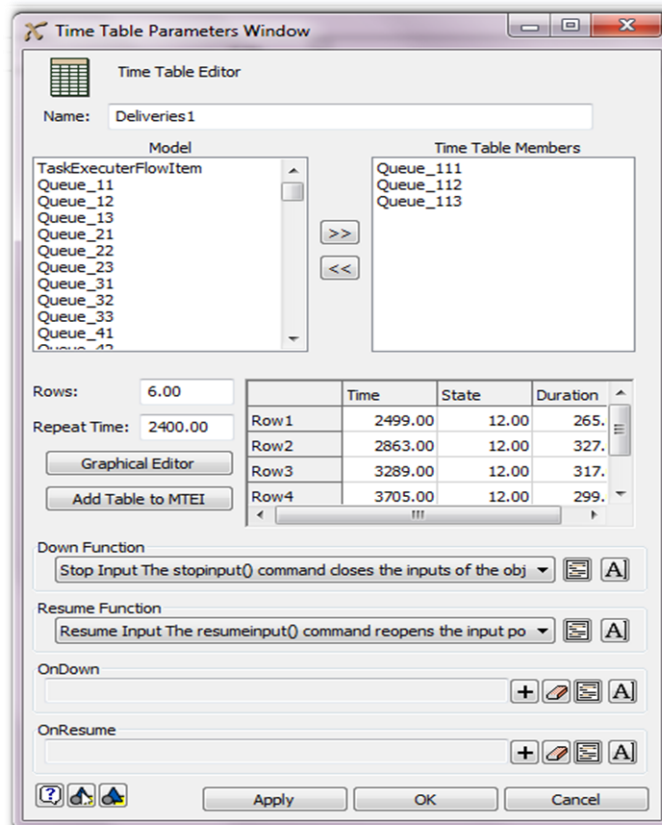 Time Table Parameters Window
Time Table Editor
Name: Deliveries1
Model
TaskExecuterFlowItem
Queue_11
Queue_12
Queue_13
Queue_21
Queue_22
Queue_23
Queue_31
Queue_32
Queue_33
Queue_41
>>
<<
Time Table Members
Queue_111
Queue_112
Queue_113
Rows: 6.00
Repeat Time: 2400.00
Graphical Editor
Add Table to MTEI
Time State Duration
Row1 2499.00 12.00 265.
Row2 2863.00 12.00 327.
Row3 3289.00 12.00 317.
Row4 3705.00 12.00 299.
Down Function
Stop Input The stopinput() command closes the inputs of the obj
A
Resume Function
Resume Input The resumeinput() command reopens the input po
A
OnDown
+ A
OnResume
+ A
?
Apply OK Cancel